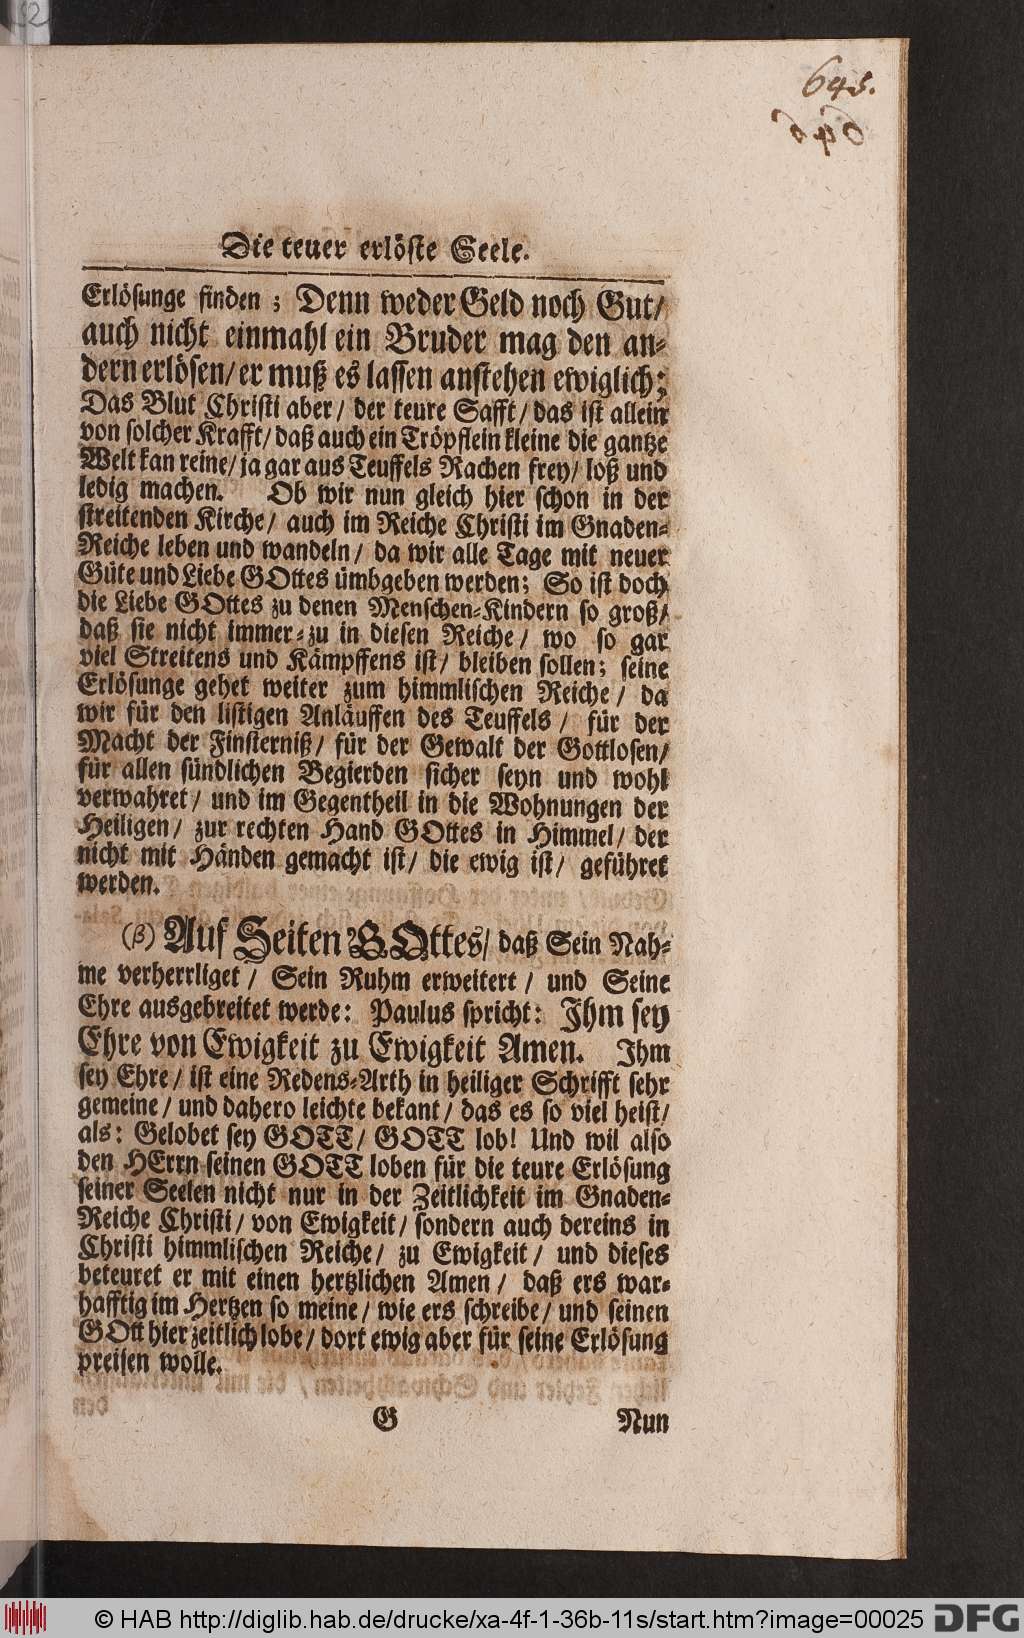 645.
Die teuer erlöste Seele.
Erlösunge finden ; Denn weder Geld noch Gut/
auch nicht einmahl ein Bruder mag den an-
dern erlösen/ er muß es lassen anstehen ewiglich;
Das Blut Christi aber/ der teure Safft/ das ist allein
von solcher Krafft/ daß auch ein Tröpflein kleine die gantze
Welt kan reine/ ja gar aus Teuffels Rachen frey/ loß und
ledig machen. Ob wir nun gleich hier schon in der
streitenden Kirche/ auch im Reiche Christi im Gnaden-
Reiche leben und wandeln/ da wir alle Tage mit neuer
Güte und Liebe GOttes ümbgeben werden; So ist doch
die Liebe GOttes zu denen Menschen-Kindern so groß/
daß sie nicht immer-zu in diesen Reiche/ wo so gar
viel Streitens und Kämpffens ist/ bleiben sollen; seine
Erlösunge gehet weiter zum himmlischen Reiche/ da
wir für den listigen Anläuffen des Teuffels/ für der
Macht der Finsterniß/ für der Gewalt der Gottlosen/
für allen sündlichen Begierden sicher seyn und wohl
verwahret/ und im Gegentheil in die Wohnungen der
Heiligen/ zur rechten Hand GOttes in Himmel/ der
nicht mit Händen gemacht ist/ die ewig ist/ geführet
werden.
(β) Auf Seiten GOttes/ daß Sein Nah-
me verherrliget/ Sein Ruhm erweitert/ und Seine
Ehre ausgebreitet werde: Paulus spricht: Ihm sey
Ehre von Ewigkeit zu Ewigkeit Amen. Ihm
sey Ehre/ ist eine Redens-Arth in heiliger Schrifft sehr
gemeine/ und dahero leichte bekant/ das es so viel heist/
als: Gelobet sey GOTT/ GOTT lob! Und wil also
den HErrn seinen GOTT loben für die teure Erlösung
seiner Seelen nicht nur in der Zeitlichkeit im Gnaden-
Reiche Christi/ von Ewigkeit/ sondern auch dereins in
Christi himmlischen Reiche/ zu Ewigkeit/ und dieses
beteuret er mit einen hertzlichen Amen/ daß ers war-
hafftig im Hertzen so meine/ wie ers schreibe/ und seinen
GOtt hier zeitlich lobe/ dort ewig aber für seine Erlösung
preisen wolle.
G Nun
© HAB http://diglib.hab.de/drucke/xa-4f-1-36b-11s/start.htm?image=00025 DFG